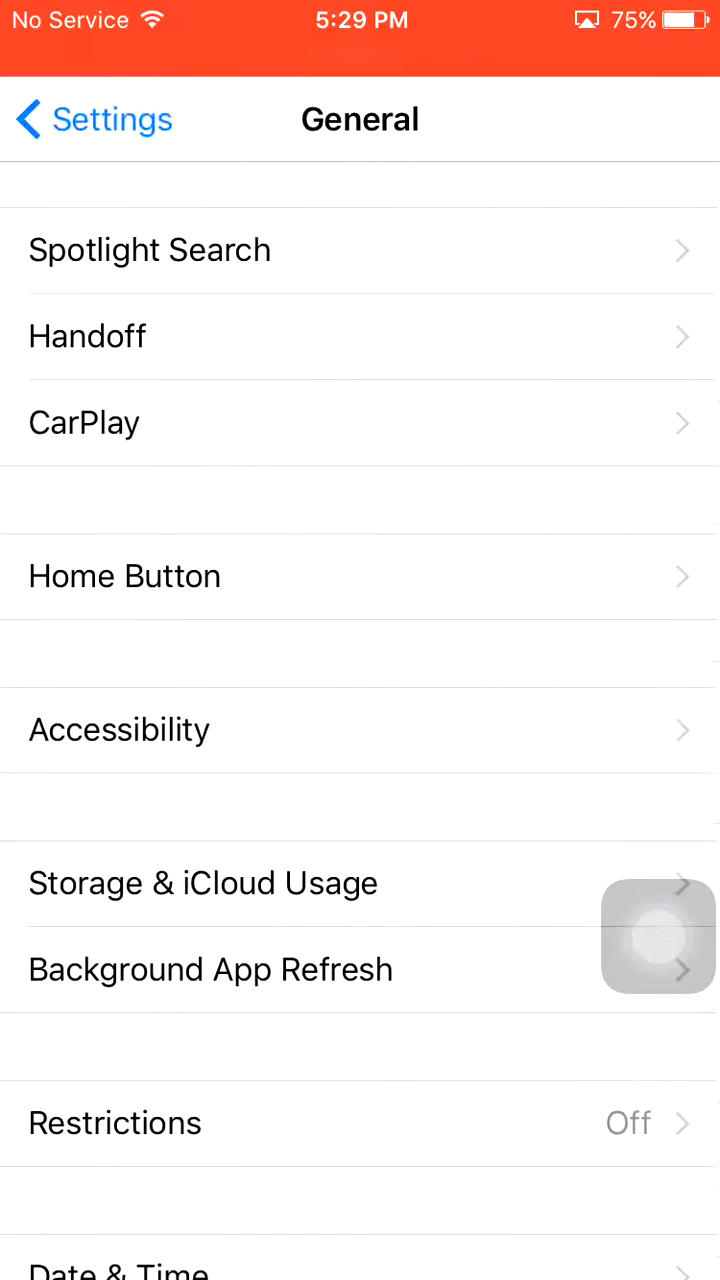 No Service 5:29 PM 75%
Settings General
Spotlight Search
Handoff
CarPlay
Home Button
Accessibility
Storage & iCloud Usage
Background App Refresh
Restrictions Off
Date & Time